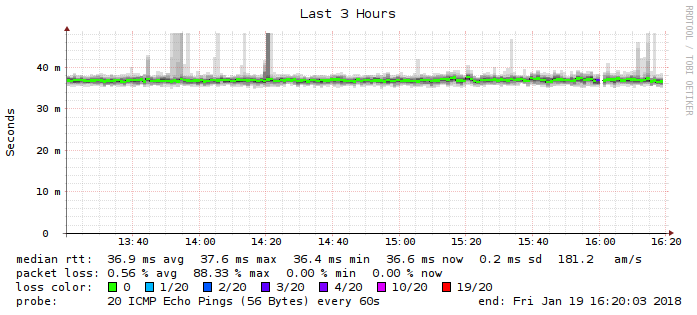 Last 3 Hours
RRDTOOL / TOBI OETIKER
Seconds
40 m
30 m
20 m
10 m
0
13:40 14:00 14:20 14:40 15:00 15:20 15:40 16:00 16:20
median rtt: 36.9 ms avg 37.6 ms max 36.4 ms min 36.6 ms now 0.2 ms sd 181.2 am/s
packet loss: 0.56 % avg 88.33 % max 0.00 % min 0.00 % now
loss color: 0 1/20 2/20 3/20 4/20 10/20 19/20
probe: 20 ICMP Echo Pings (56 Bytes) every 60s end: Fri Jan 19 16:20:03 2018